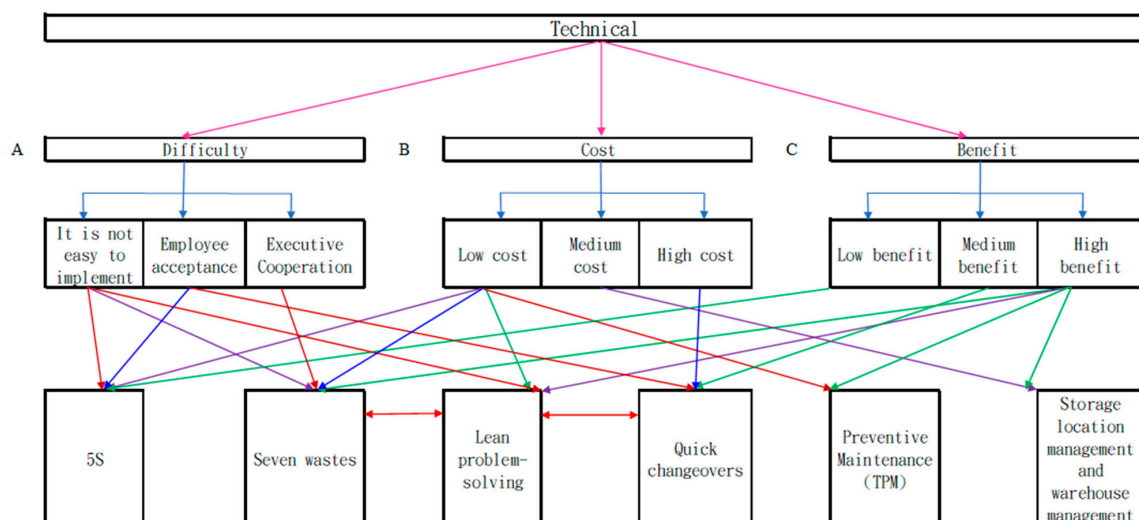 Technical
A
Difficulty
B
Cost
C
Benefit
It is not
easy to
implement
Employee
acceptance
Executive
Cooperation
Low cost
Medium
cost
High cost
Low benefit
Medium
benefit
High
benefit
5S
Seven wastes
Lean
problem-
solving
Quick
changeovers
Preventive
Maintenance
(TPM)
Storage
location
management
and
warehouse
management